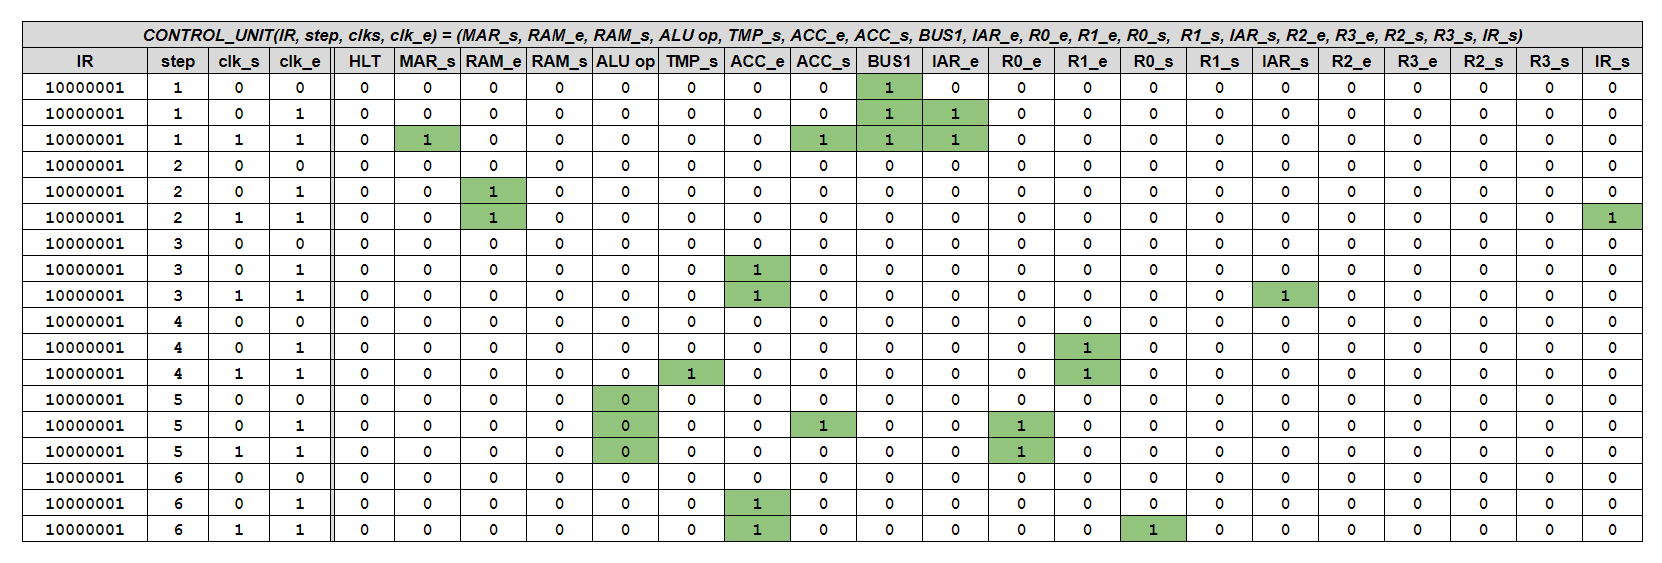 CONTROL_UNIT(IR, step, clks, clk_e) = (MAR_s, RAM_e, RAM_s, ALU op, TMP_s, ACC_e, ACC_s, BUS1, IAR_e, R0_e, R1_e, R0_s, R1_s, IAR_s, R2_e, R3_e, R2_s, R3_s, IR_s)
IR step clk_s clk_e HLT MAR_s RAM_e RAM_s ALU op TMP_s ACC_e ACC_s BUS1 IAR_e R0_e R1_e R0_s R1_s IAR_s R2_e R3_e R2_s R3_s IR_s
10000001 1 0 0 0 0 0 0 0 0 0 0 1 0 0 0 0 0 0 0 0 0 0 0
10000001 1 0 1 0 0 0 0 0 0 0 0 1 1 0 0 0 0 0 0 0 0 0 0
10000001 1 1 1 0 1 0 0 0 0 0 1 1 1 0 0 0 0 0 0 0 0 0 0
10000001 2 0 0 0 0 0 0 0 0 0 0 0 0 0 0 0 0 0 0 0 0 0 0
10000001 2 0 1 0 0 1 0 0 0 0 0 0 0 0 0 0 0 0 0 0 0 0 0
10000001 2 1 1 0 0 1 0 0 0 0 0 0 0 0 0 0 0 0 0 0 0 0 1
10000001 3 0 0 0 0 0 0 0 0 0 0 0 0 0 0 0 0 0 0 0 0 0 0
10000001 3 0 1 0 0 0 0 0 0 1 0 0 0 0 0 0 0 0 0 0 0 0 0
10000001 3 1 1 0 0 0 0 0 0 1 0 0 0 0 0 0 0 1 0 0 0 0 0
10000001 4 0 0 0 0 0 0 0 0 0 0 0 0 0 0 0 0 0 0 0 0 0 0
10000001 4 0 1 0 0 0 0 0 0 0 0 0 0 0 1 0 0 0 0 0 0 0 0
10000001 4 1 1 0 0 0 0 0 1 0 0 0 0 0 1 0 0 0 0 0 0 0 0
10000001 5 0 0 0 0 0 0 0 0 0 0 0 0 0 0 0 0 0 0 0 0 0 0
10000001 5 0 1 0 0 0 0 0 0 0 1 0 0 1 0 0 0 0 0 0 0 0 0
10000001 5 1 1 0 0 0 0 0 0 0 0 0 0 1 0 0 0 0 0 0 0 0 0
10000001 6 0 0 0 0 0 0 0 0 0 0 0 0 0 0 0 0 0 0 0 0 0 0
10000001 6 0 1 0 0 0 0 0 0 1 0 0 0 0 0 0 0 0 0 0 0 0 0
10000001 6 1 1 0 0 0 0 0 0 1 0 0 0 0 0 1 0 0 0 0 0 0 0